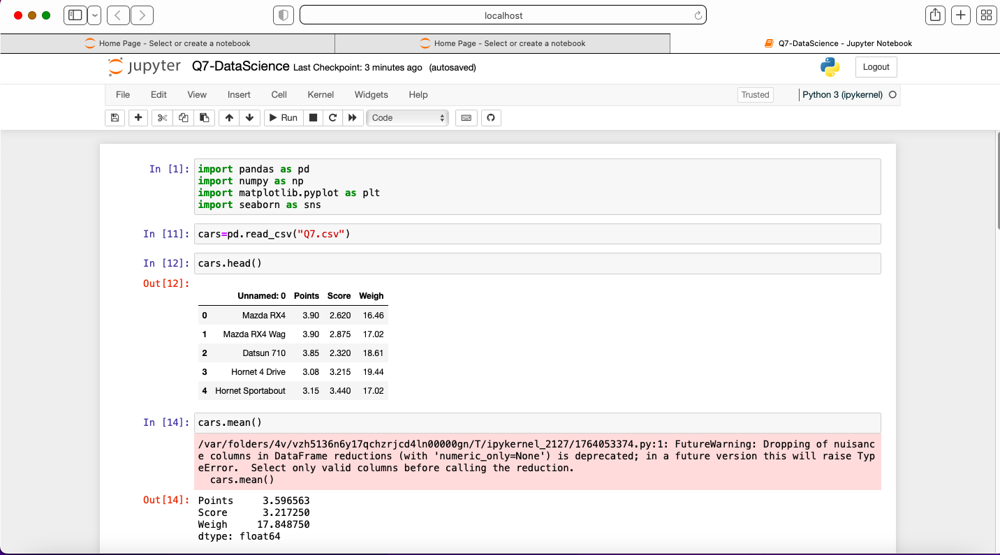 localhost
Home Page - Select or create a notebook
Home Page - Select or create a notebook
Q7-DataScience - Jupyter Notebook
jupyter Q7-DataScience Last Checkpoint: 3 minutes ago (autosaved)
Logout
File Edit View Insert Cell Kernel Widgets Help
Trusted
Python 3 (ipykernel)
Run
Code
In [1]: import pandas as pd
import numpy as np
import matplotlib.pyplot as plt
import seaborn as sns
In [11]: cars=pd.read_csv("Q7.csv")
In [12]: cars.head()
Out[12]:
Unnamed: 0 Points Score Weigh
0 Mazda RX4 3.90 2.620 16.46
1 Mazda RX4 Wag 3.90 2.875 17.02
2 Datsun 710 3.85 2.320 18.61
3 Hornet 4 Drive 3.08 3.215 19.44
4 Hornet Sportabout 3.15 3.440 17.02
In [14]: cars.mean()
/var/folders/4v/vzh5136n6y17qchzrjcd4ln00000gn/T/ipykernel_2127/1764053374.py:1: FutureWarning: Dropping of nuisanc
e columns in DataFrame reductions (with 'numeric_only=None') is deprecated; in a future version this will raise Typ
eError.  Select only valid columns before calling the reduction.
cars.mean()
Out[14]: Points 3.596563
Score 3.217250
Weigh 17.848750
dtype: float64